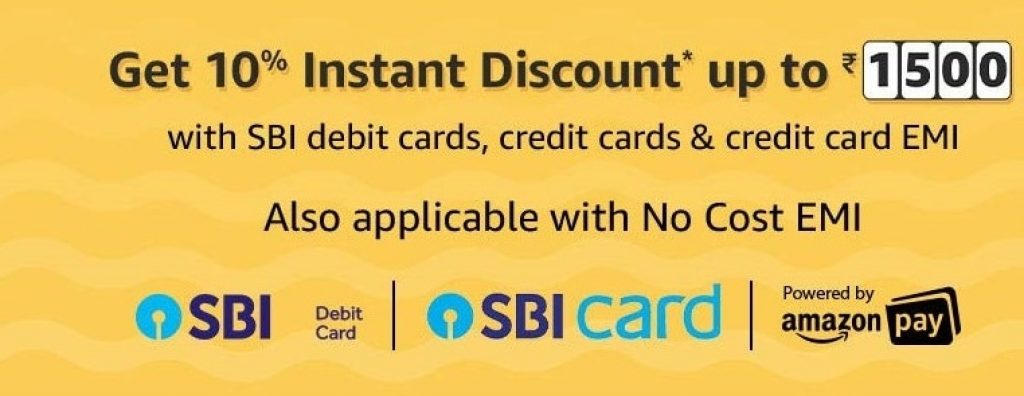 Get 10% Instant Discount* up to ₹1500
with SBI debit cards, credit cards & credit card EMI
Also applicable with No Cost EMI
SBI Debit Card
SBI card
Powered by
amazon pay